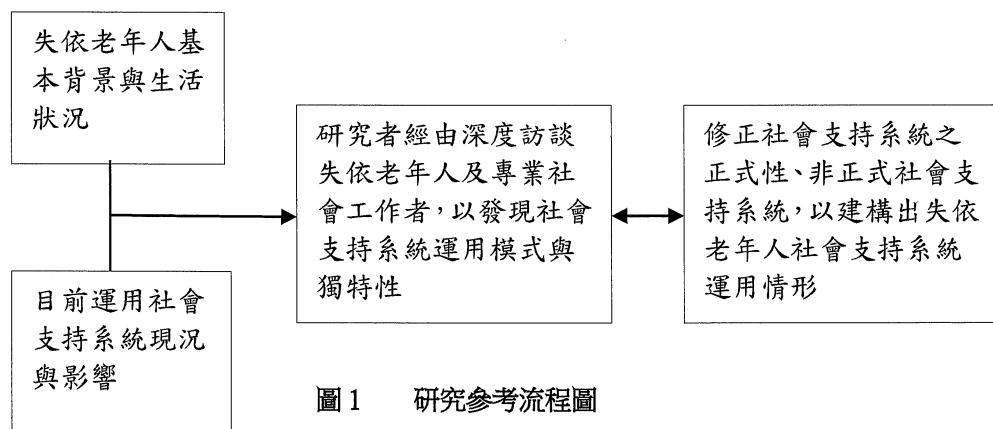 失依老年人基
本背景與生活
狀況
目前運用社會
支持系統現況
與影響
研究者經由深度訪談
失依老年人及專業社
會工作者,以發現社會
支持系統運用模式與
獨特性
修正社會支持系統之
正式性、非正式社會支
持系統,以建構出失依
老年人社會支持系統
運用情形
圖1 研究參考流程圖